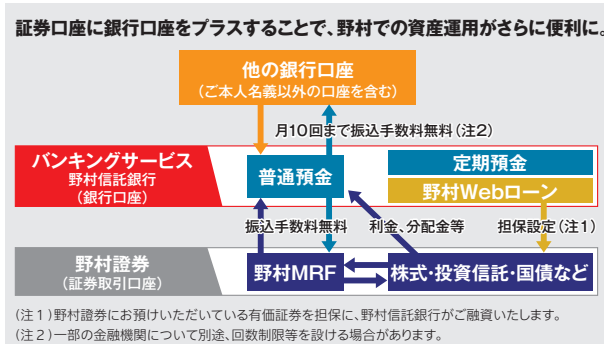 証券口座に銀行口座をプラスすることで、野村での資産運用がさらに便利に。
他の銀行口座
(ご本人名義以外の口座を含む)
月10回まで振込手数料無料(注2)
バンキングサービス
野村信託銀行
(銀行口座)
普通預金
定期預金
野村Webローン
振込手数料無料
利金、分配金等
担保設定(注1)
野村證券
(証券取引口座)
野村MRF
株式・投資信託・国債など
(注1)野村證券にお預けいただいている有価証券を担保に、野村信託銀行がご融資いたします。
(注2)一部の金融機関について別途、回数制限等を設ける場合があります。